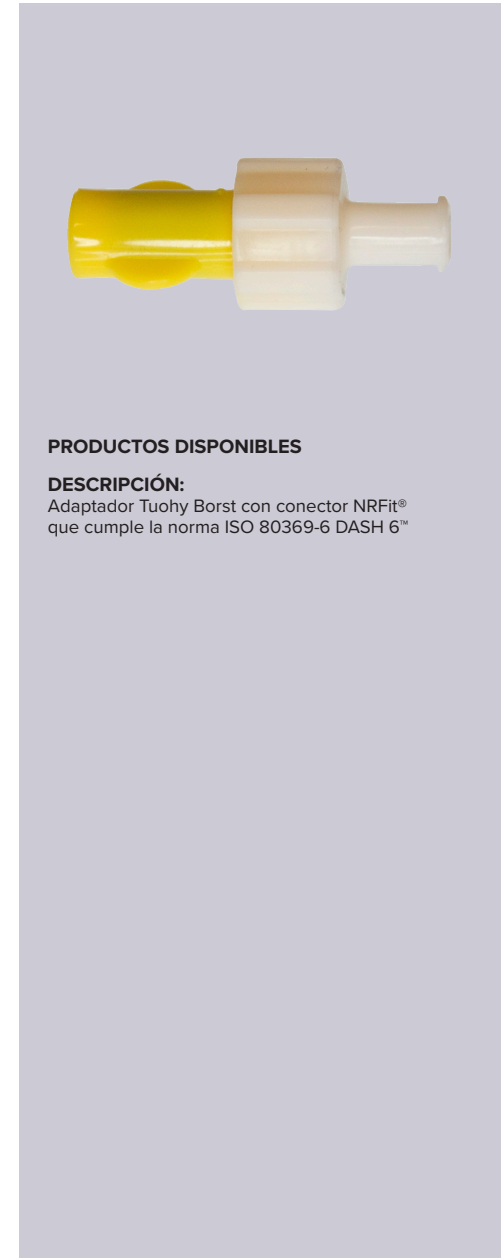 PRODUCTOS DISPONIBLES
DESCRIPCIÓN:
Adaptador Tuohy Borst con conector NRFit®
que cumple la norma ISO 80369-6 DASH 6™